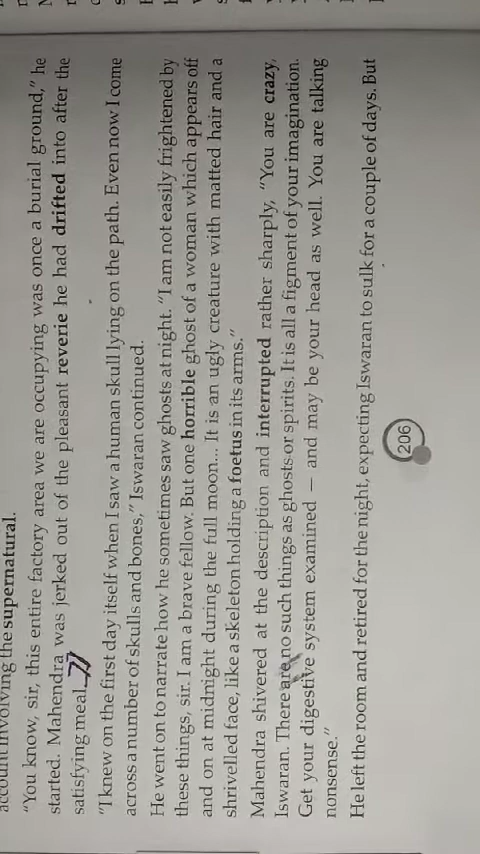 account involving the supernatural.
"You know, sir, this entire factory area we are occupying was once a burial ground," he
started. Mahendra was jerked out of the pleasant reverie he had drifted into after the
satisfying meal.
"I knew on the first day itself when I saw a human skull lying on the path. Even now I come
across a number of skulls and bones," Iswaran continued.
He went on to narrate how he sometimes saw ghosts at night. "I am not easily frightened by
these things, sir. I am a brave fellow. But one horrible ghost of a woman which appears off
and on at midnight during the full moon... It is an ugly creature with matted hair and a
shrivelled face, like a skeleton holding a foetus in its arms."
Mahendra shivered at the description and interrupted rather sharply, "You are crazy,
Iswaran. There are no such things as ghosts or spirits. It is all a figment of your imagination.
Get your digestive system examined — and may be your head as well. You are talking
nonsense."
He left the room and retired for the night, expecting Iswaran to sulk for a couple of days. But
206